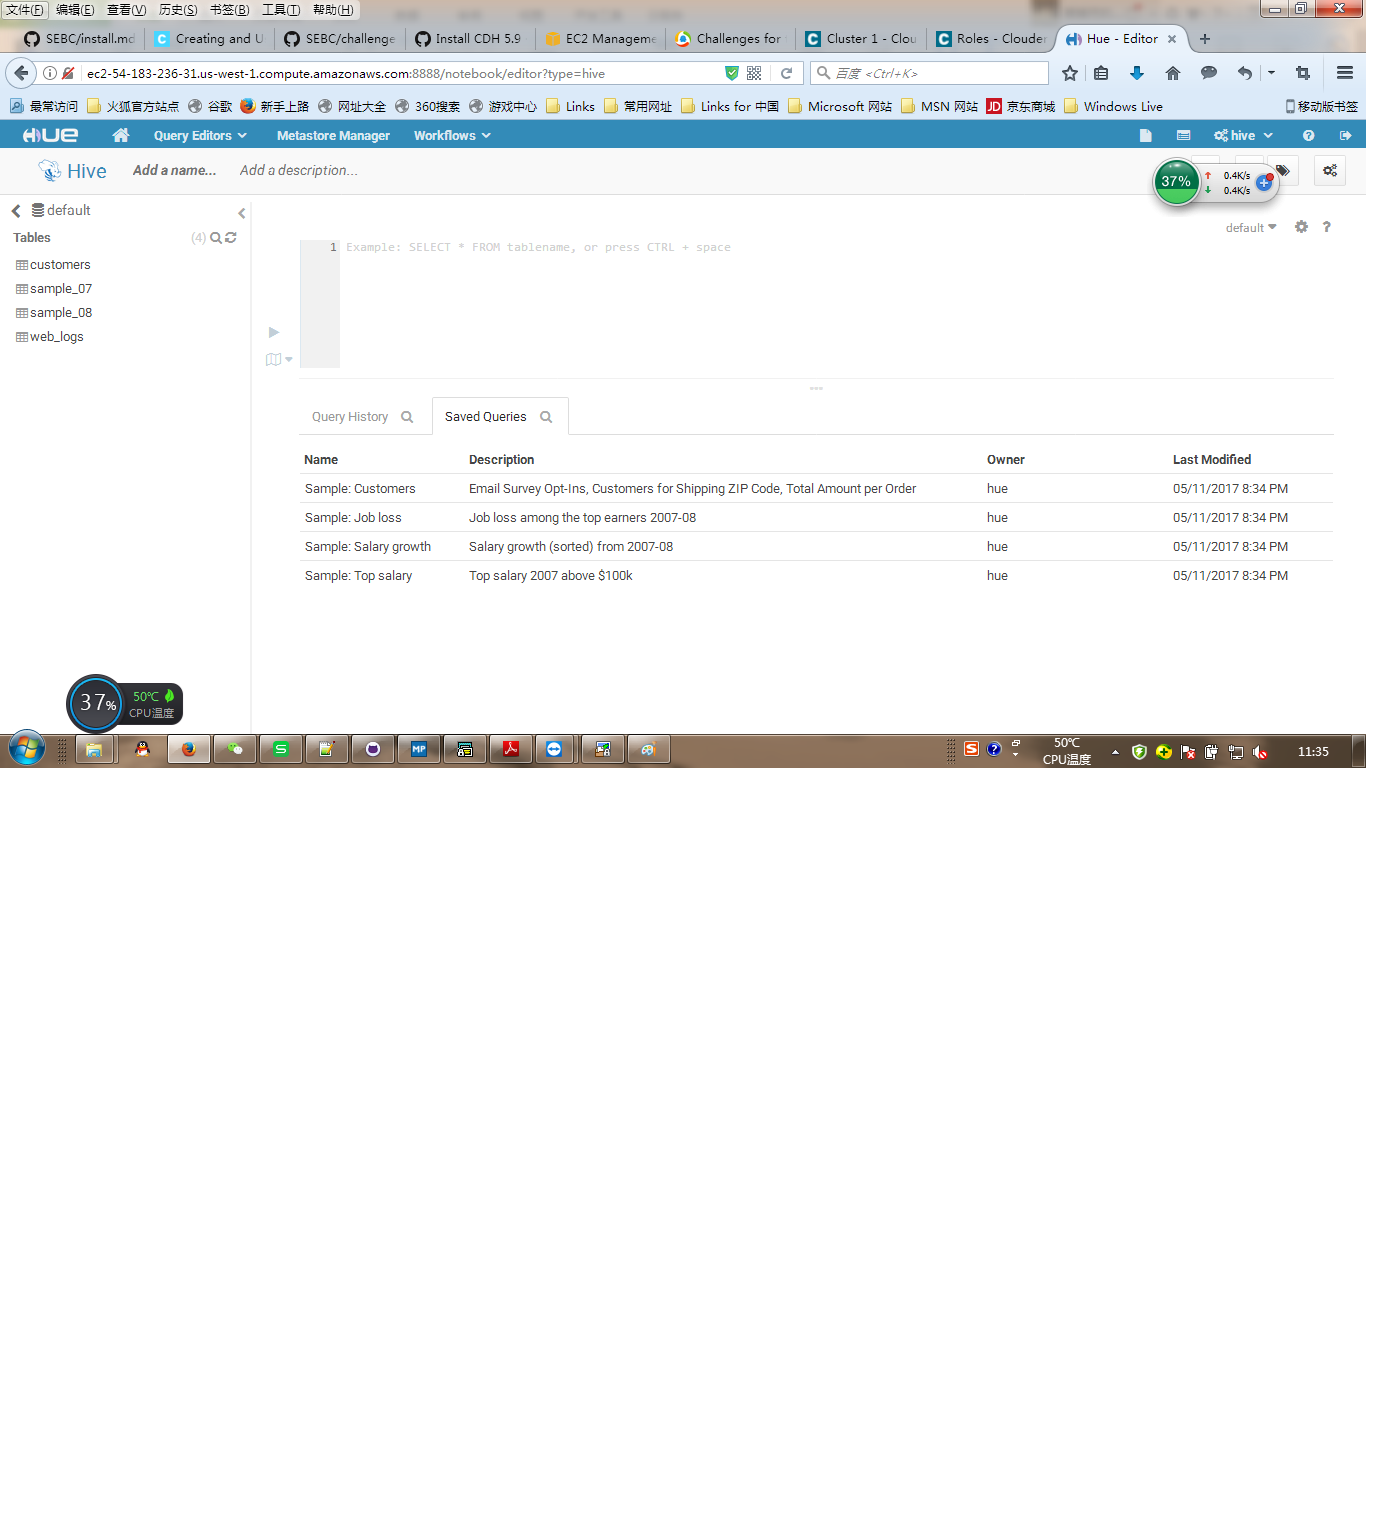 文件(F) 编辑(E) 查看(V) 历史(S) 书签(B) 工具(T) 帮助(H)
SEBC/install.md Creating and U SEBC/challenge Install CDH 5.9 EC2 Manageme Challenges for Cluster 1 - Clou Roles - Clouder Hue - Editor
ec2-54-183-236-31.us-west-1.compute.amazonaws.com:8888/notebook/editor?type=hive 百度 <Ctrl+K>
最常访问 火狐官方站点 谷歌 新手上路 网址大全 360搜索 游戏中心 Links 常用网址 Links for 中国 Microsoft 网站 MSN 网站 JD 京东商城 Windows Live 移动版书签
HUE Query Editors Metastore Manager Workflows hive
Hive Add a name... Add a description...
37% 0.4K/s
0.4K/s
default
default
Tables (4)
customers
sample_07
sample_08
web_logs
1 Example: SELECT * FROM tablename, or press CTRL + space
Query History Saved Queries
Name Description Owner Last Modified
Sample: Customers Email Survey Opt-Ins, Customers for Shipping ZIP Code, Total Amount per Order hue 05/11/2017 8:34 PM
Sample: Job loss Job loss among the top earners 2007-08 hue 05/11/2017 8:34 PM
Sample: Salary growth Salary growth (sorted) from 2007-08 hue 05/11/2017 8:34 PM
Sample: Top salary Top salary 2007 above $100k hue 05/11/2017 8:34 PM
37% 50℃
CPU温度
MP
50℃
CPU温度
11:35